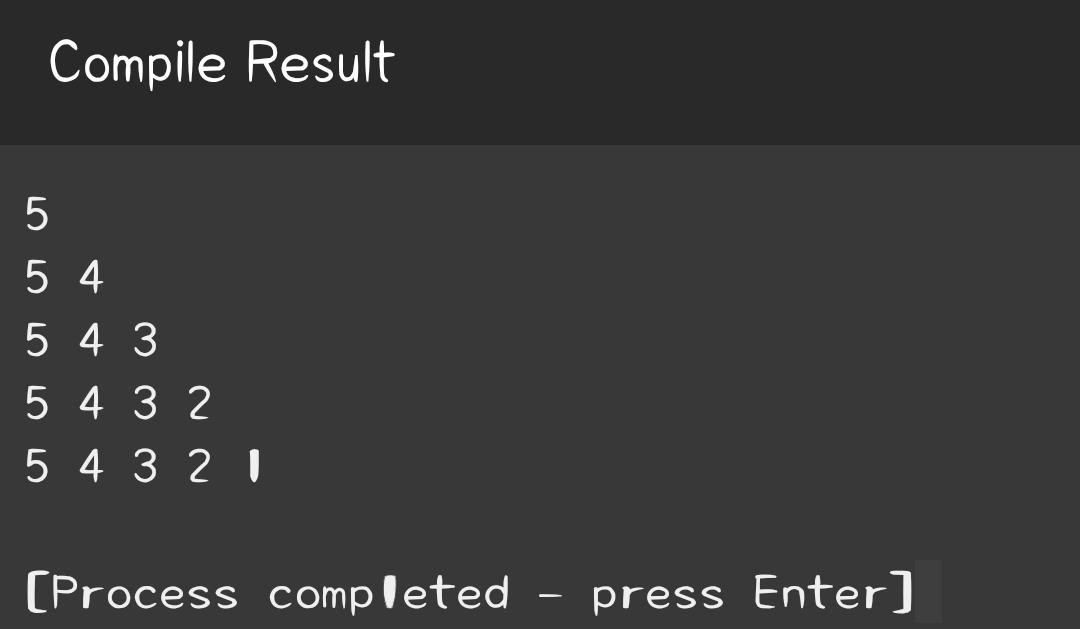 Compile Result
5
5 4
5 4 3
5 4 3 2
5 4 3 2 1
[Process completed - press Enter]